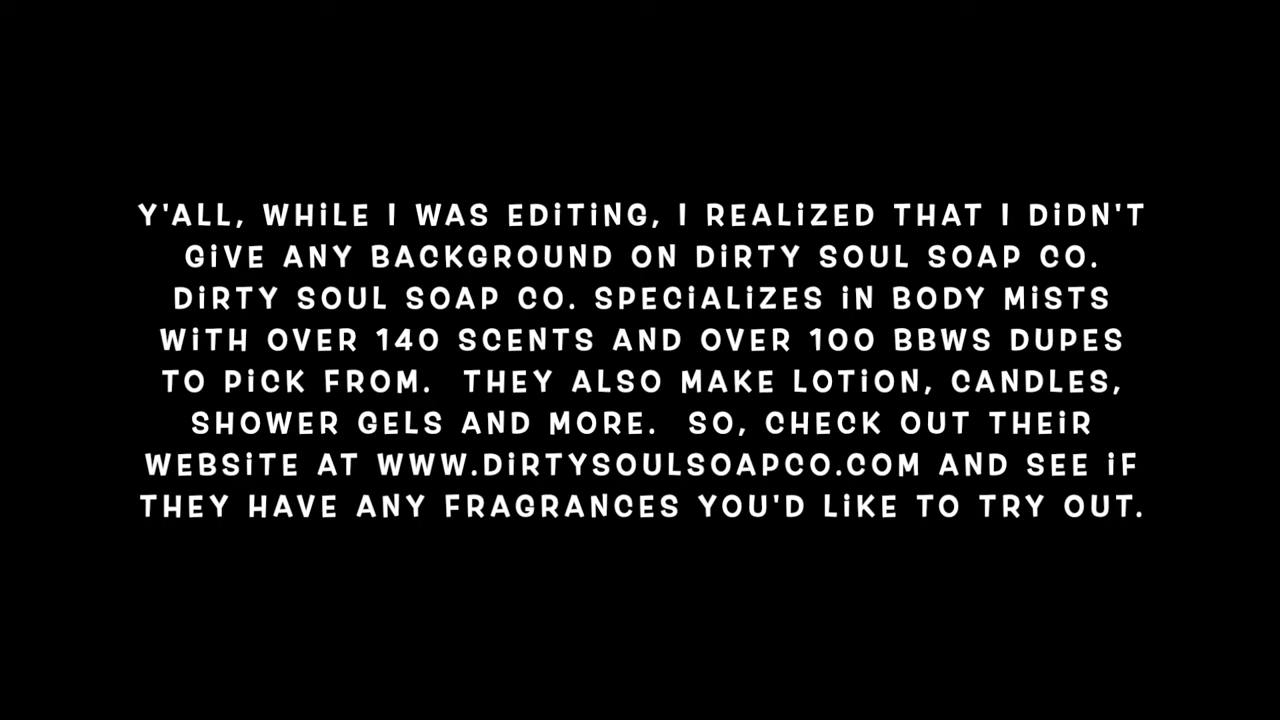 Y'ALL, WHiLE I WAS EDiTiNG, I REALiZED THAT I DiDN'T
GiVE ANY BACKGROUND ON DiRTY SOUL SOAP CO.
DiRTY SOUL SOAP CO. SPECiALiZES iN BODY MiSTS
WiTH OVER 140 SCENTS AND OVER 100 BBWS DUPES
TO PiCK FROM.  THEY ALSO MAKE LOTiON, CANDLES,
SHOWER GELS AND MORE.  SO, CHECK OUT THEiR
WEBSiTE AT WWW.DiRTYSOULSOAPCO.COM AND SEE iF
THEY HAVE ANY FRAGRANCES YOU'D LiKE TO TRY OUT.